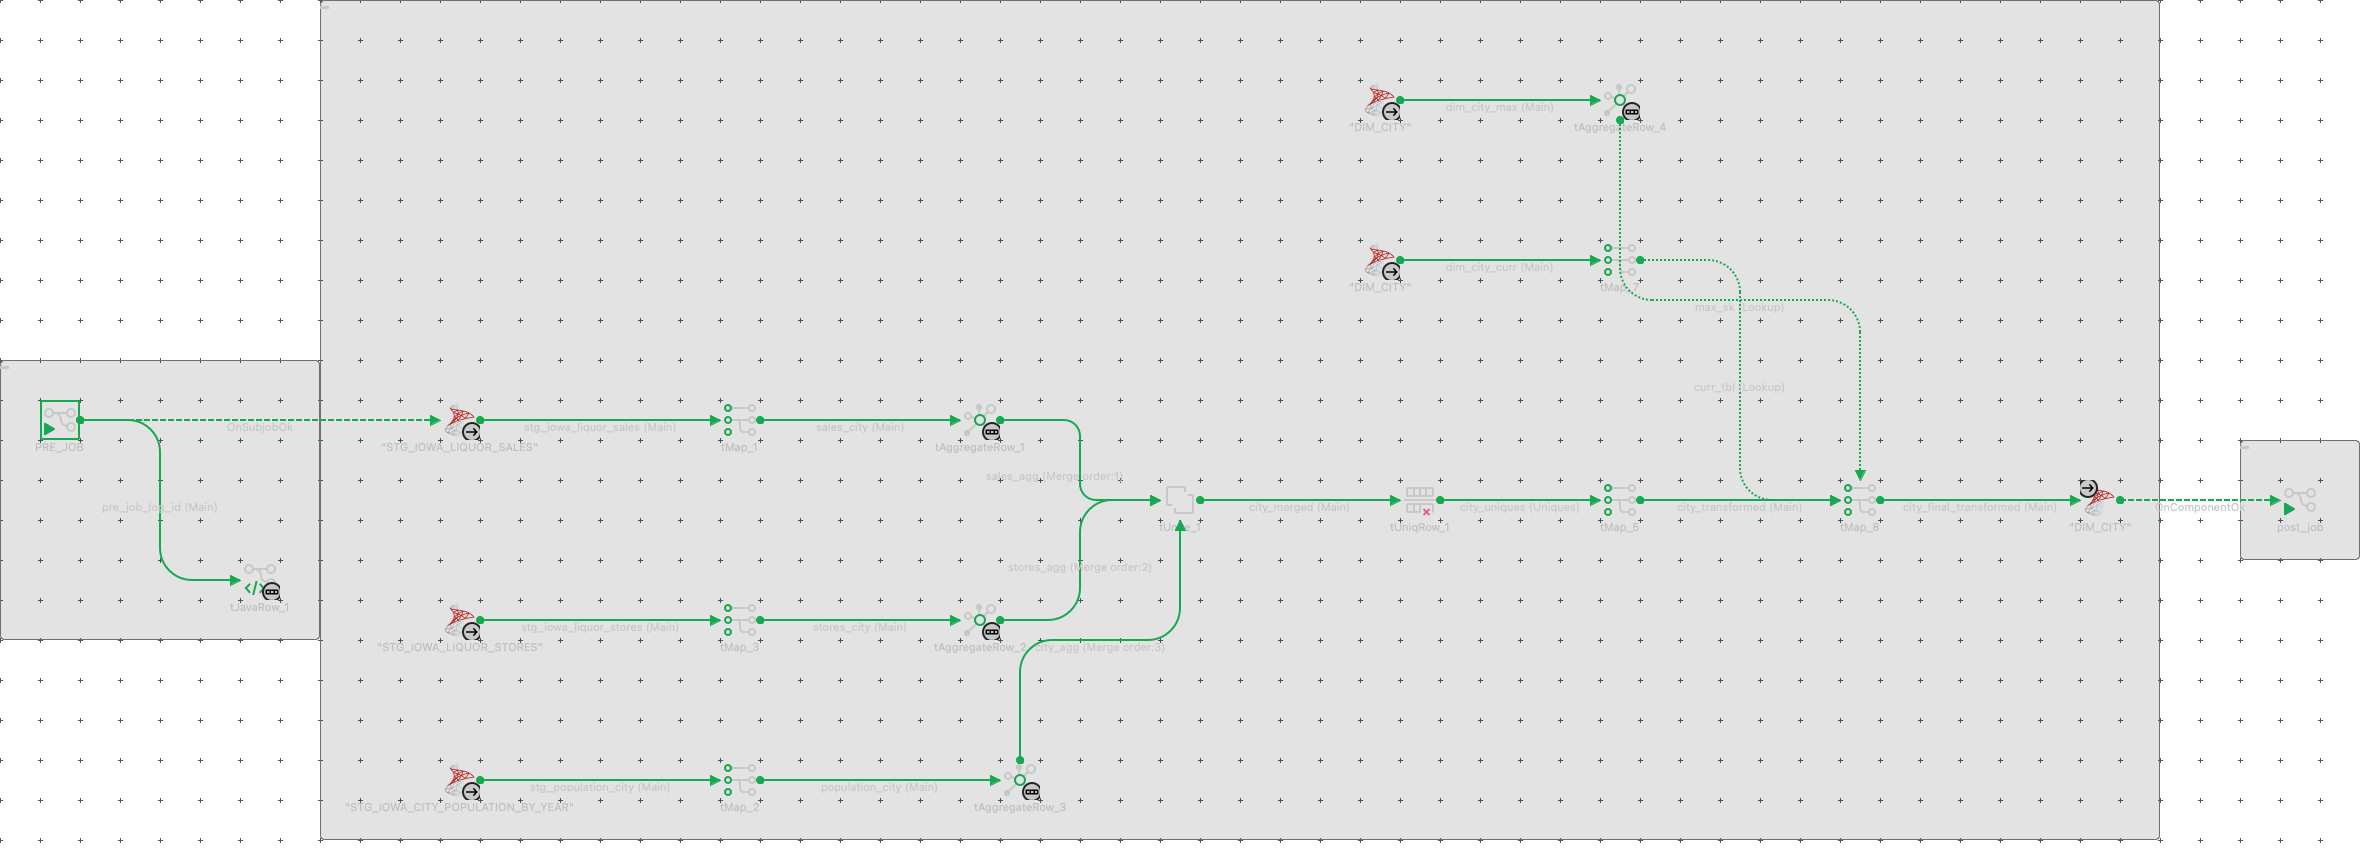 dim_city_max (Main)
"DIM_CITY"
tAggregateRow_4
dim_city_curr (Main)
"DIM_CITY"
tMap_7
max_sk (Lookup)
curr_tbl (Lookup)
OnSubjobOk
PRE_JOB
stg_iowa_liquor_sales (Main)
"STG_IOWA_LIQUOR_SALES"
tMap_1
sales_city (Main)
tAggregateRow_1
sales_agg (Merge order:1)
pre_job_log_id (Main)
tJavaRow_1
city_merged (Main)
tUnite_1
tUniqRow_1
city_uniques (Uniques)
tMap_5
city_transformed (Main)
tMap_8
city_final_transformed (Main)
"DIM_CITY"
OnComponentOk
post_job
stores_agg (Merge order:2)
stg_iowa_liquor_stores (Main)
"STG_IOWA_LIQUOR_STORES"
tMap_3
stores_city (Main)
tAggregateRow_2
city_agg (Merge order:3)
stg_population_city (Main)
"STG_IOWA_CITY_POPULATION_BY_YEAR"
tMap_2
population_city (Main)
tAggregateRow_3